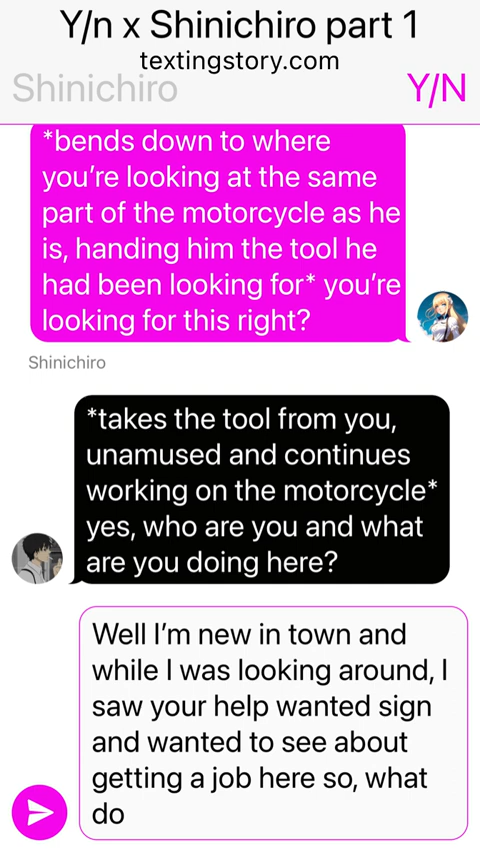 Y/n x Shinichiro part 1
textingstory.com
Shinichiro
Y/N
*bends down to where
you’re looking at the same
part of the motorcycle as he
is, handing him the tool he
had been looking for* you’re
looking for this right?
Shinichiro
*takes the tool from you,
unamused and continues
working on the motorcycle*
yes, who are you and what
are you doing here?
Well I’m new in town and
while I was looking around, I
saw your help wanted sign
and wanted to see about
getting a job here so, what
do